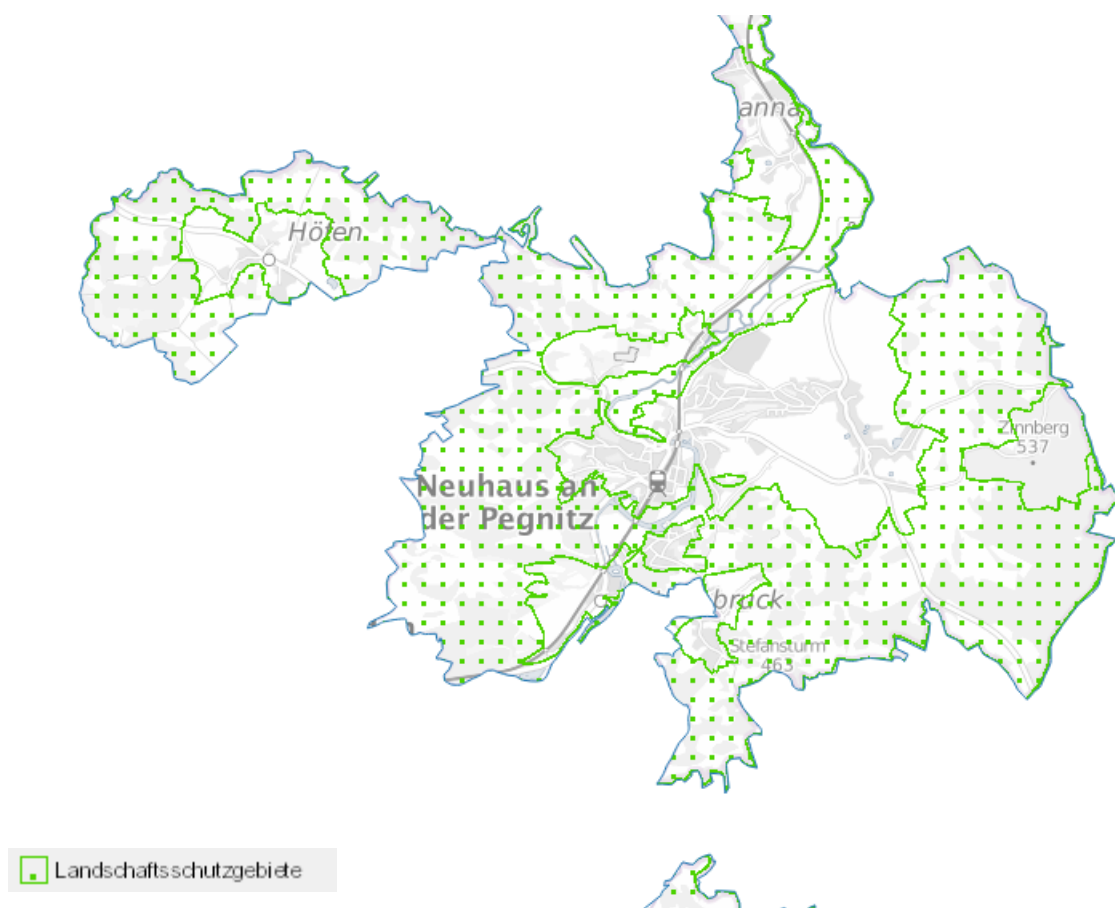 anna
Höfen
Zinnberg
537
Neuhaus an
der Pegnitz
bruck
Stefansturm
463
Landschaftsschutzgebiete